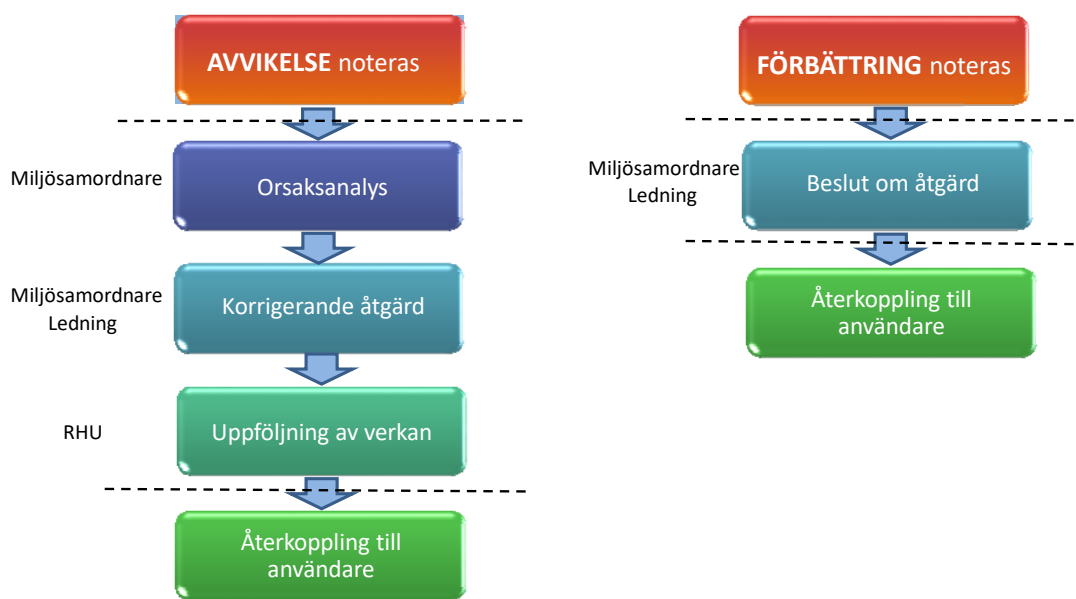 AVVIKELSE noteras
Miljösamordnare
Orsaksanalys
Miljösamordnare
Ledning
Korrigerande åtgärd
RHU
Uppföljning av verkan
Återkoppling till
användare
FÖRBÄTTRING noteras
Miljösamordnare
Ledning
Beslut om åtgärd
Återkoppling till
användare